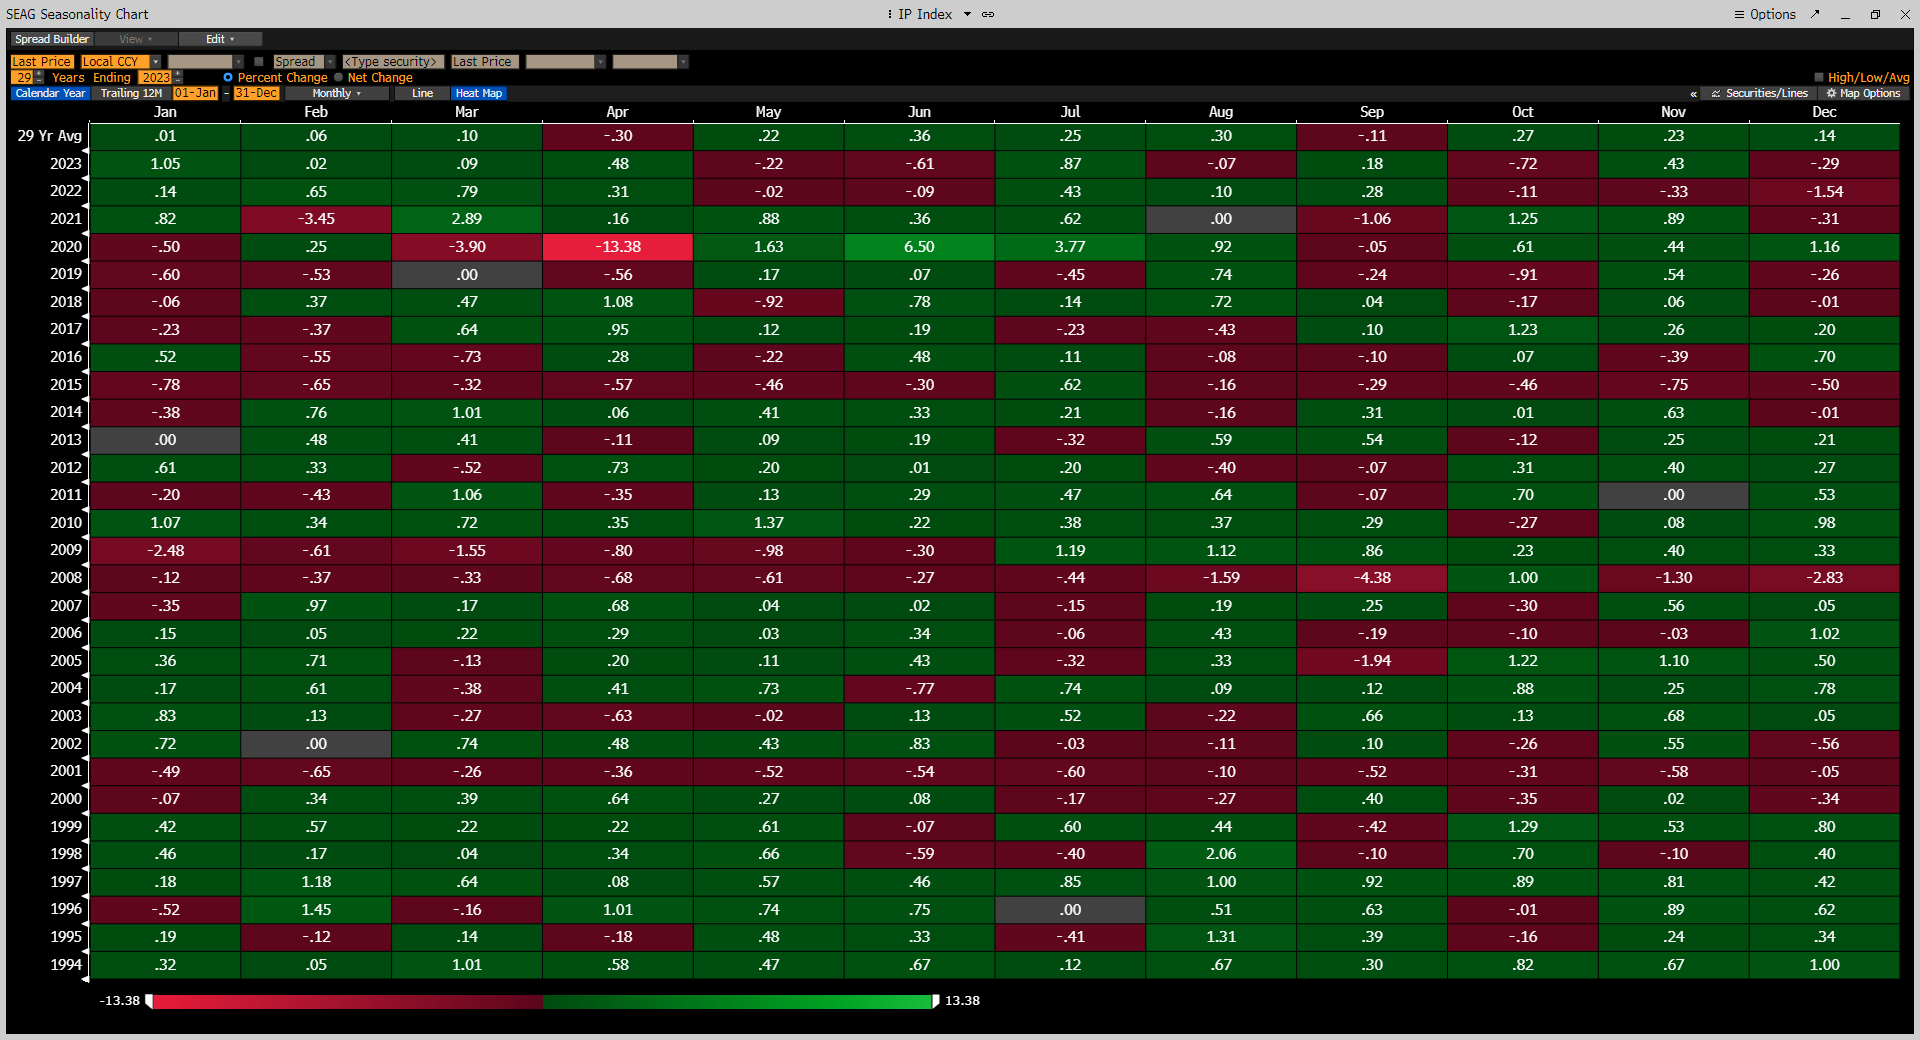 SEAG Seasonality Chart IP Index Options
Spread Builder View Edit
Last Price Local CCY Spread <Type security> Last Price
29 Years Ending 2023 Percent Change Net Change High/Low/Avg
Calendar Year Trailing 12M 01-Jan - 31-Dec Monthly Line Heat Map « Securities/Lines Map Options
Jan Feb Mar Apr May Jun Jul Aug Sep Oct Nov Dec
29 Yr Avg .01 .06 .10 -.30 .22 .36 .25 .30 -.11 .27 .23 .14
2023 1.05 .02 .09 .48 -.22 -.61 .87 -.07 .18 -.72 .43 -.29
2022 .14 .65 .79 .31 -.02 -.09 .43 .10 .28 -.11 -.33 -1.54
2021 .82 -3.45 2.89 .16 .88 .36 .62 .00 -1.06 1.25 .89 -.31
2020 -.50 .25 -3.90 -13.38 1.63 6.50 3.77 .92 -.05 .61 .44 1.16
2019 -.60 -.53 .00 -.56 .17 .07 -.45 .74 -.24 -.91 .54 -.26
2018 -.06 .37 .47 1.08 -.92 .78 .14 .72 .04 -.17 .06 -.01
2017 -.23 -.37 .64 .95 .12 .19 -.23 -.43 .10 1.23 .26 .20
2016 .52 -.55 -.73 .28 -.22 .48 .11 -.08 -.10 .07 -.39 .70
2015 -.78 -.65 -.32 -.57 -.46 -.30 .62 -.16 -.29 -.46 -.75 -.50
2014 -.38 .76 1.01 .06 .41 .33 .21 -.16 .31 .01 .63 -.01
2013 .00 .48 .41 -.11 .09 .19 -.32 .59 .54 -.12 .25 .21
2012 .61 .33 -.52 .73 .20 .01 .20 -.40 -.07 .31 .40 .27
2011 -.20 -.43 1.06 -.35 .13 .29 .47 .64 -.07 .70 .00 .53
2010 1.07 .34 .72 .35 1.37 .22 .38 .37 .29 -.27 .08 .98
2009 -2.48 -.61 -1.55 -.80 -.98 -.30 1.19 1.12 .86 .23 .40 .33
2008 -.12 -.37 -.33 -.68 -.61 -.27 -.44 -1.59 -4.38 1.00 -1.30 -2.83
2007 -.35 .97 .17 .68 .04 .02 -.15 .19 .25 -.30 .56 .05
2006 .15 .05 .22 .29 .03 .34 -.06 .43 -.19 -.10 -.03 1.02
2005 .36 .71 -.13 .20 .11 .43 -.32 .33 -1.94 1.22 1.10 .50
2004 .17 .61 -.38 .41 .73 -.77 .74 .09 .12 .88 .25 .78
2003 .83 .13 -.27 -.63 -.02 .13 .52 -.22 .66 .13 .68 .05
2002 .72 .00 .74 .48 .43 .83 -.03 -.11 .10 -.26 .55 -.56
2001 -.49 -.65 -.26 -.36 -.52 -.54 -.60 -.10 -.52 -.31 -.58 -.05
2000 -.07 .34 .39 .64 .27 .08 -.17 -.27 .40 -.35 .02 -.34
1999 .42 .57 .22 .22 .61 -.07 .60 .44 -.42 1.29 .53 .80
1998 .46 .17 .04 .34 .66 -.59 -.40 2.06 -.10 .70 -.10 .40
1997 .18 1.18 .64 .08 .57 .46 .85 1.00 .92 .89 .81 .42
1996 -.52 1.45 -.16 1.01 .74 .75 .00 .51 .63 -.01 .89 .62
1995 .19 -.12 .14 -.18 .48 .33 -.41 1.31 .39 -.16 .24 .34
1994 .32 .05 1.01 .58 .47 .67 .12 .67 .30 .82 .67 1.00
-13.38 13.38